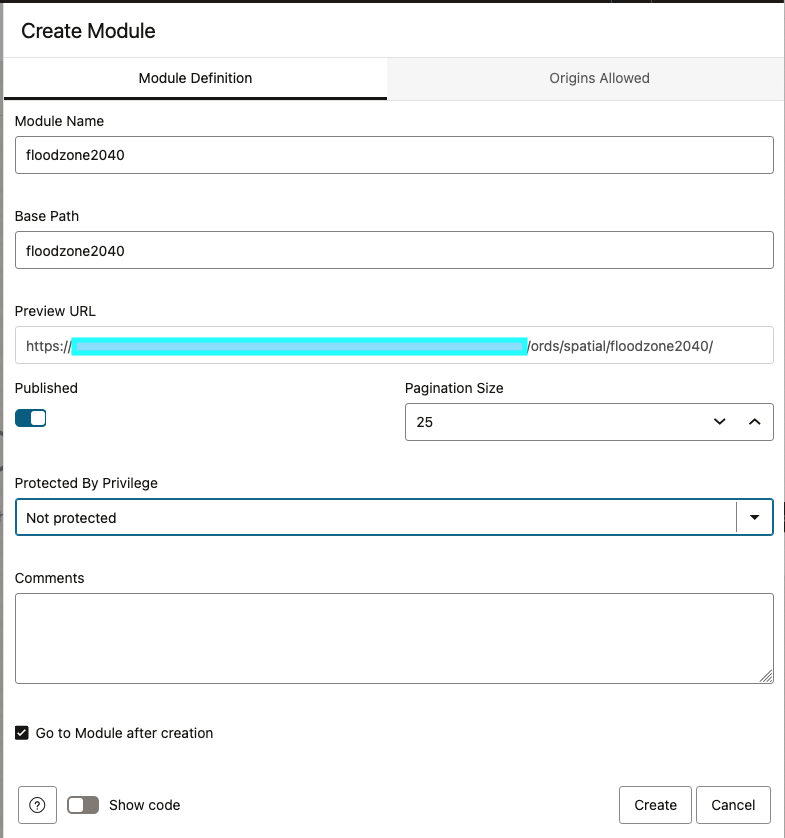 Create Module
Module Definition
Origins Allowed
Module Name
floodzone2040
Base Path
floodzone2040
Preview URL
https:// /ords/spatial/floodzone2040/
Published
Pagination Size
25
Protected By Privilege
Not protected
Comments
Go to Module after creation
?
Show code
Create
Cancel